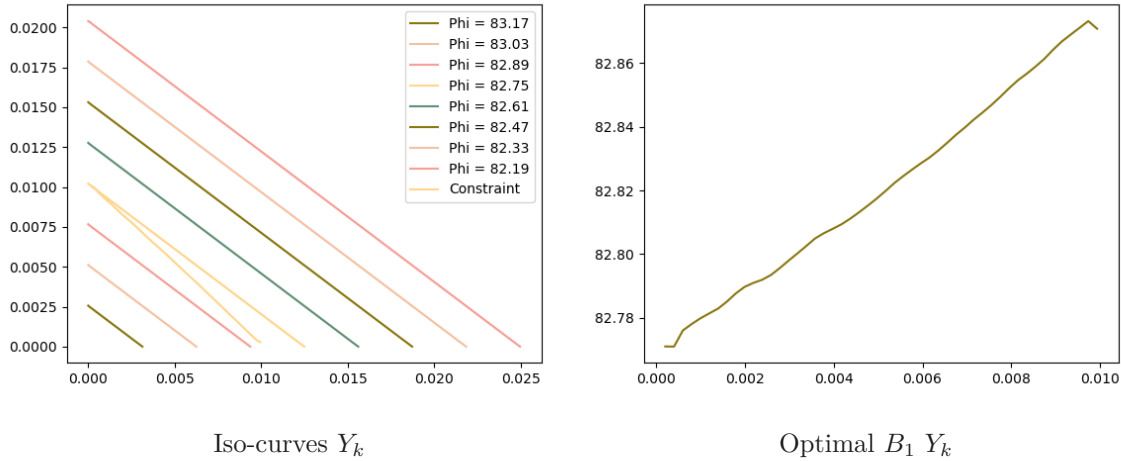 0.0200
0.0175
0.0150
0.0125
0.0100
0.0075
0.0050
0.0025
0.0000
0.000 0.005 0.010 0.015 0.020 0.025
Phi = 83.17
Phi = 83.03
Phi = 82.89
Phi = 82.75
Phi = 82.61
Phi = 82.47
Phi = 82.33
Phi = 82.19
Constraint
Iso-curves Y_k
82.86
82.84
82.82
82.80
82.78
0.000 0.002 0.004 0.006 0.008 0.010
Optimal B_1 Y_k